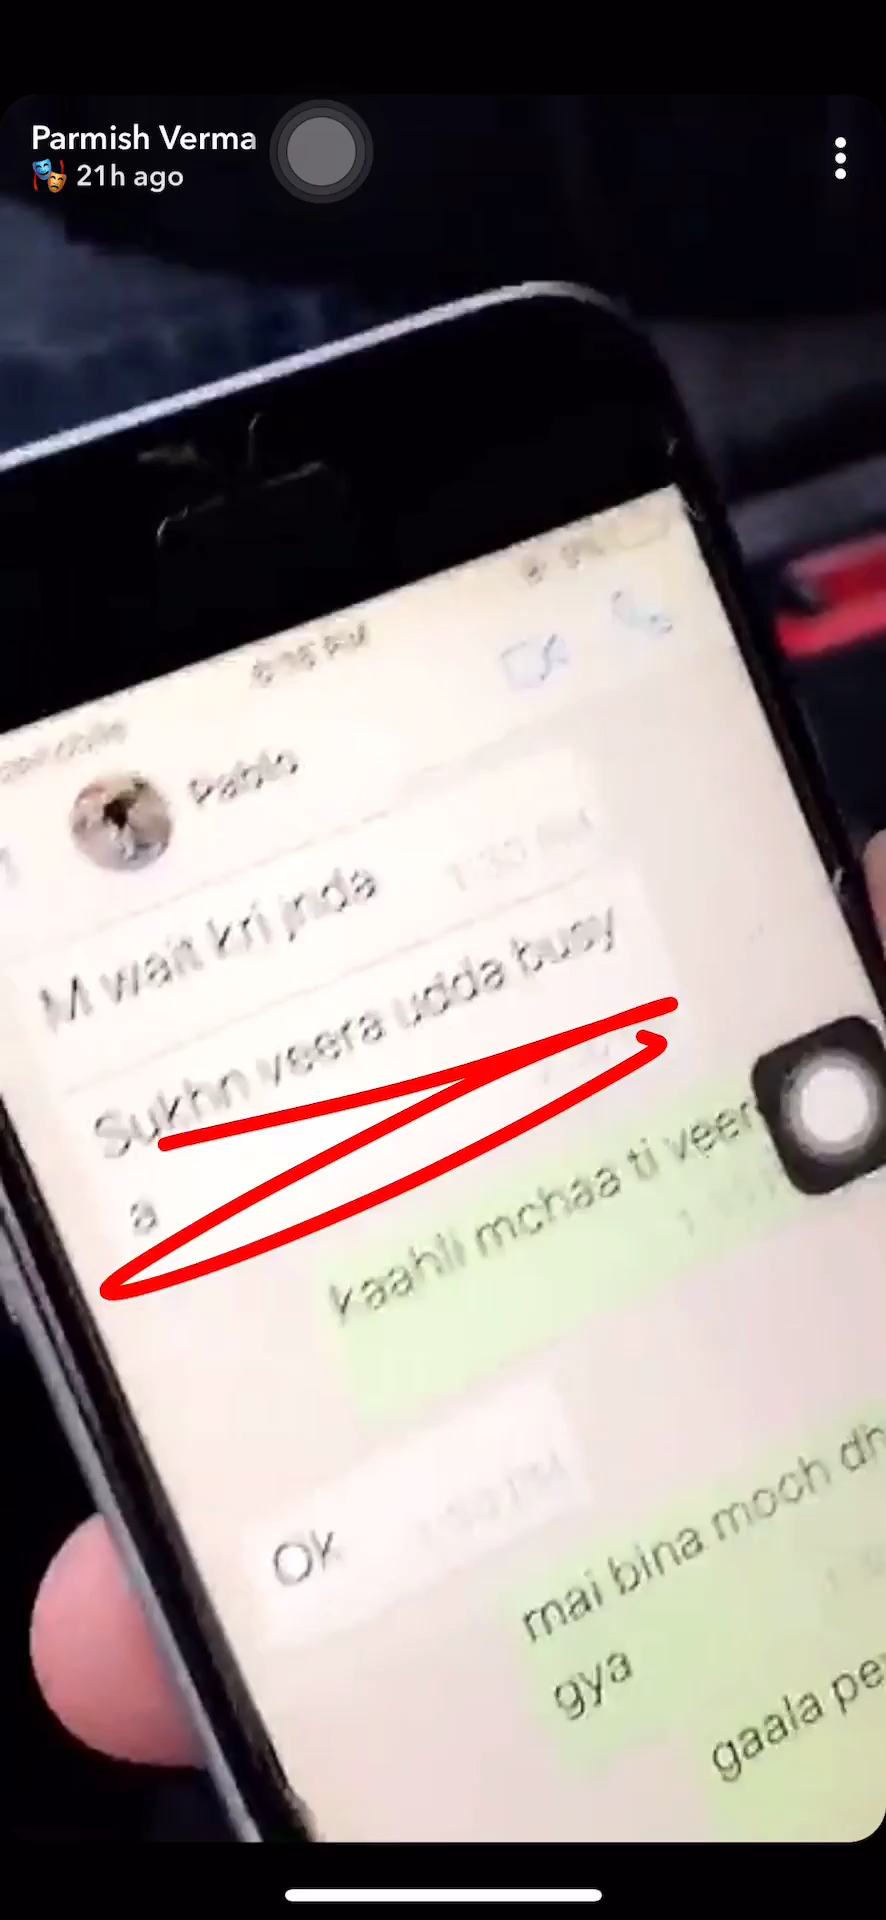 Parmish Verma
21h ago
Pablo
M wait kri jnda
Sukhn veera udda busy
a
kaahli mchaa ti veer
Ok
mai bina moch dh
gya
gaala pe